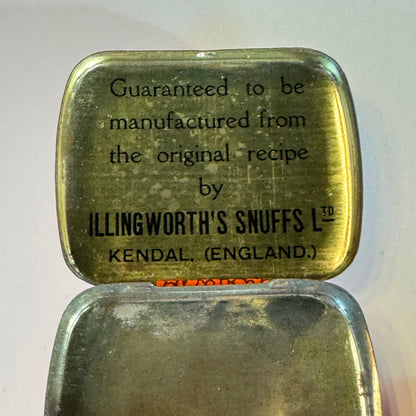 Guaranteed to be
manufactured from
the original recipe
by
ILLINGWORTH'S SNUFFS LTD
KENDAL, (ENGLAND.)